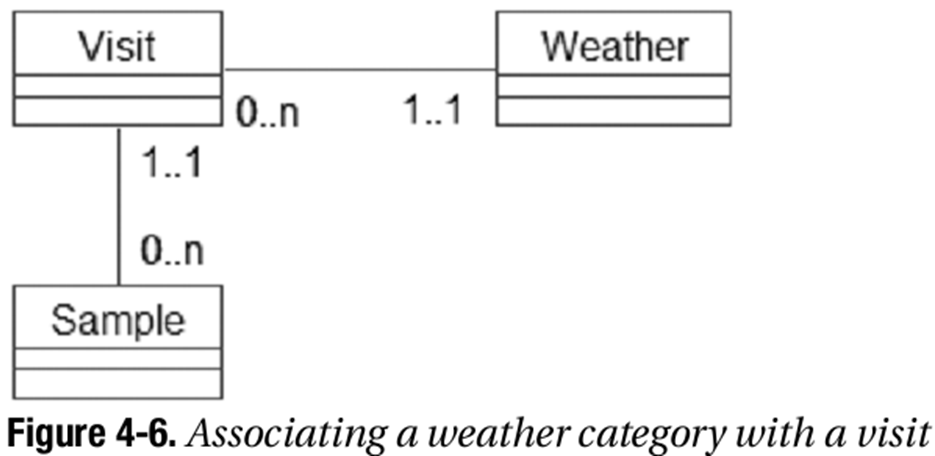 Visit
Weather
0..n
1..1
1..1
0..n
Sample
Figure 4-6. Associating a weather category with a visit